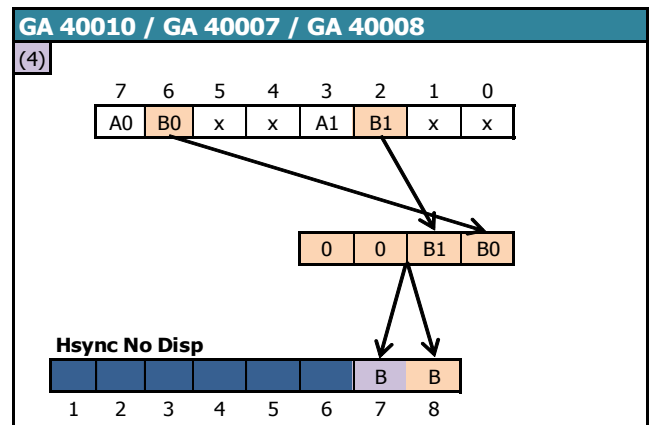 GA 40010 / GA 40007 / GA 40008
(4)
7 6 5 4 3 2 1 0
A0 B0 x x A1 B1 x x
0 0 B1 B0
Hsync No Disp
B B
1 2 3 4 5 6 7 8